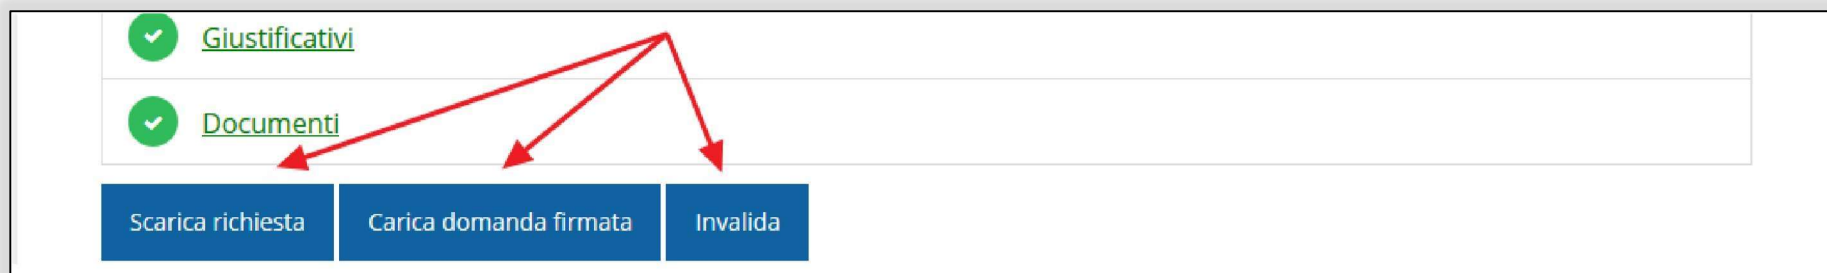 Giustificativi
Documenti
Scarica richiesta
Carica domanda firmata
Invalida